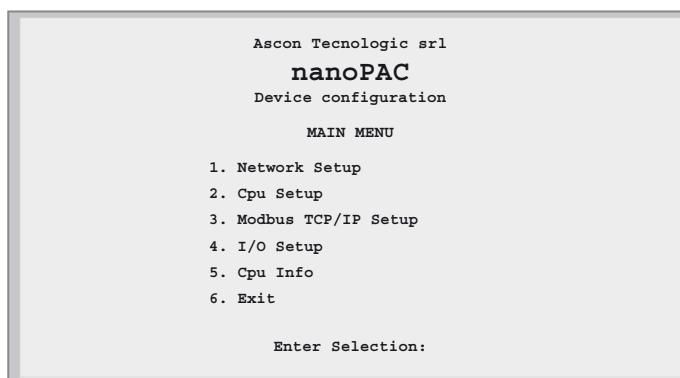 Ascon Tecnologic srl
nanoPAC
Device configuration
MAIN MENU
1. Network Setup
2. Cpu Setup
3. Modbus TCP/IP Setup
4. I/O Setup
5. Cpu Info
6. Exit
Enter Selection: